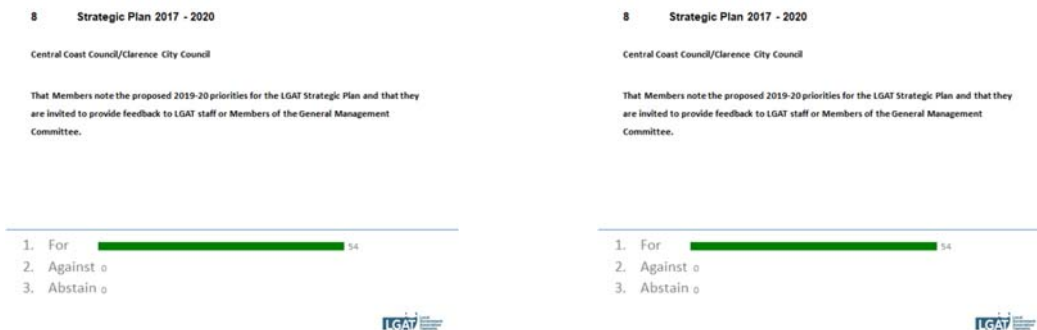 8 Strategic Plan 2017 - 2020
Central Coast Council/Clarence City Council
That Members note the proposed 2019-20 priorities for the LGAT Strategic Plan and that they
are invited to provide feedback to LGAT staff or Members of the General Management
Committee.
1. For 54
2. Against 0
3. Abstain 0
LGAT
8 Strategic Plan 2017 - 2020
Central Coast Council/Clarence City Council
That Members note the proposed 2019-20 priorities for the LGAT Strategic Plan and that they
are invited to provide feedback to LGAT staff or Members of the General Management
Committee.
1. For 54
2. Against 0
3. Abstain 0
LGAT